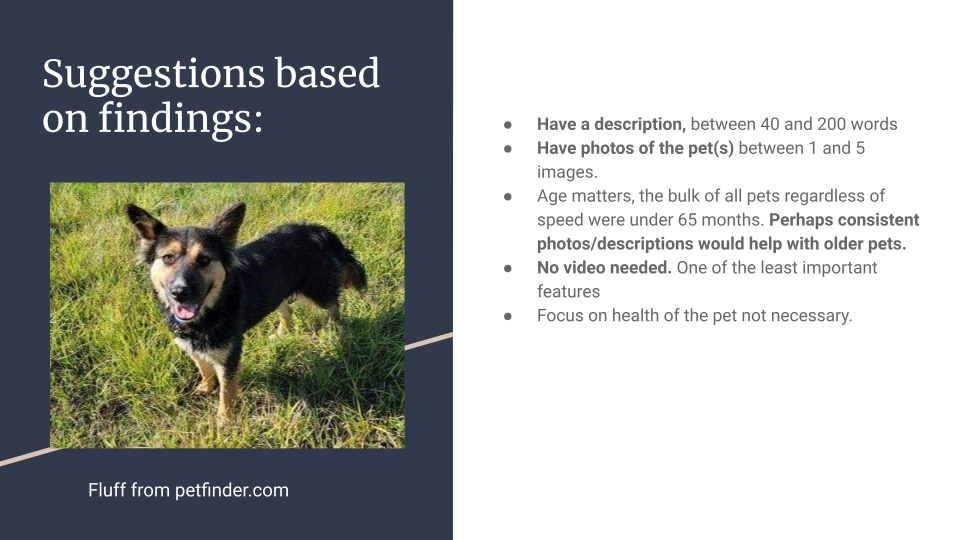 Suggestions based
on findings:
● Have a description, between 40 and 200 words
● Have photos of the pet(s) between 1 and 5
images.
● Age matters, the bulk of all pets regardless of
speed were under 65 months. Perhaps consistent
photos/descriptions would help with older pets.
● No video needed. One of the least important
features
● Focus on health of the pet not necessary.
Fluff from petfinder.com